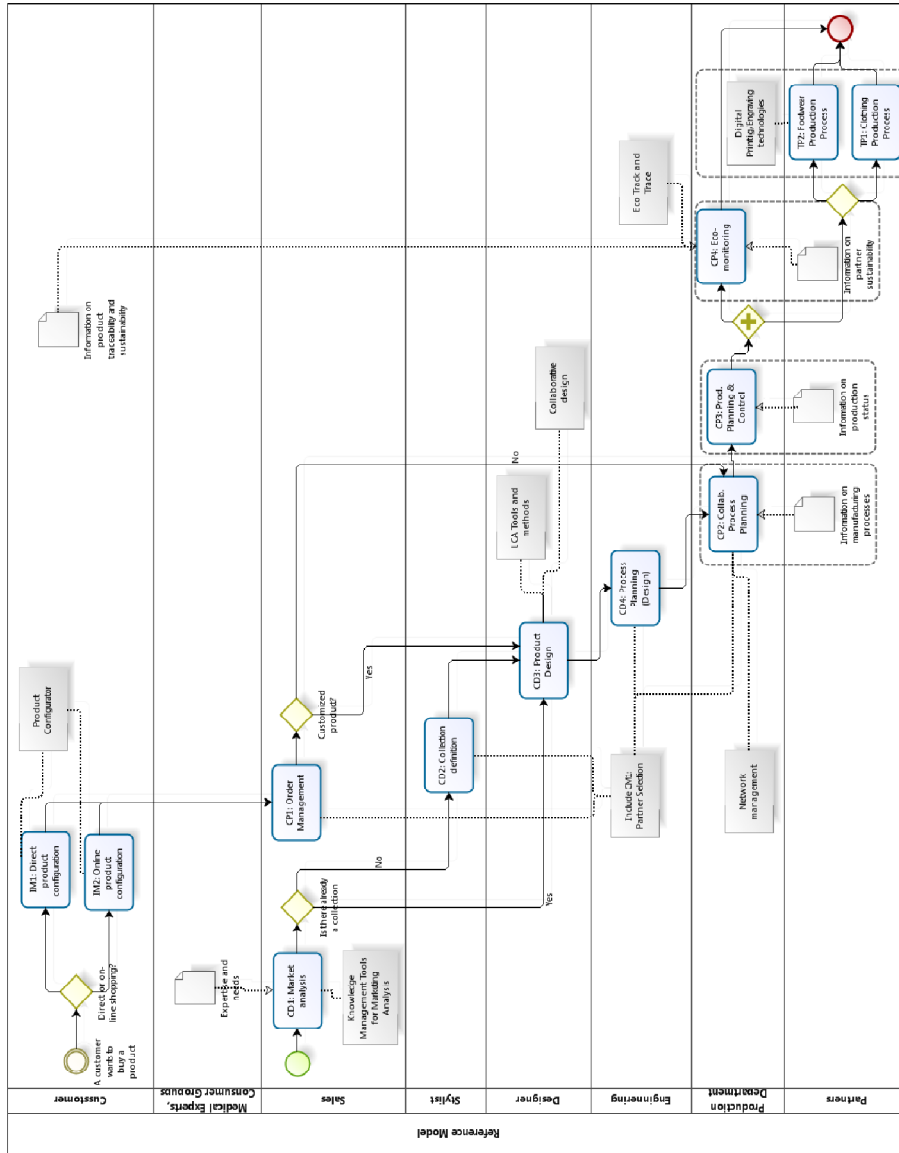 Reference Model
Cusstomer
Medical Experts,
Consumer Groups
Sales
Stylist
Designer
Enginnering
Production
Department
Partners
A customer
wants to
buy a
product
Direct or on-
line shopping?
IM1: Direct
product
configuration
IM2: Online
product
configuration
Product
Configurator
Information on
product
traceability and
sustainability
Expertise and
needs
CD1: Market
analysis
Knowledge
Management Tools
for Markting
Analysis
Is there already
a collection
No
Yes
CP1: Order
Management
Customized
product?
Yes
No
CD2: Collection
definition
CD3: Product
Design
LCA Tools and
methods
Collaborative
design
CD4: Process
Planning
(Design)
Include
Partner Selection
Eco Track and
Trace
Network
management
CP2: Collab.
Process
Planning
CP3: Prod.
Planning &
Control
CP4: Eco-
monitoring
Information on
manufacturing
processes
Information on
production
status
Information on
partner
sustainability
Digital
Printig/Engraving
technologies
TP2: Footwear
Production
Process
TP1: Clothing
Production
Process